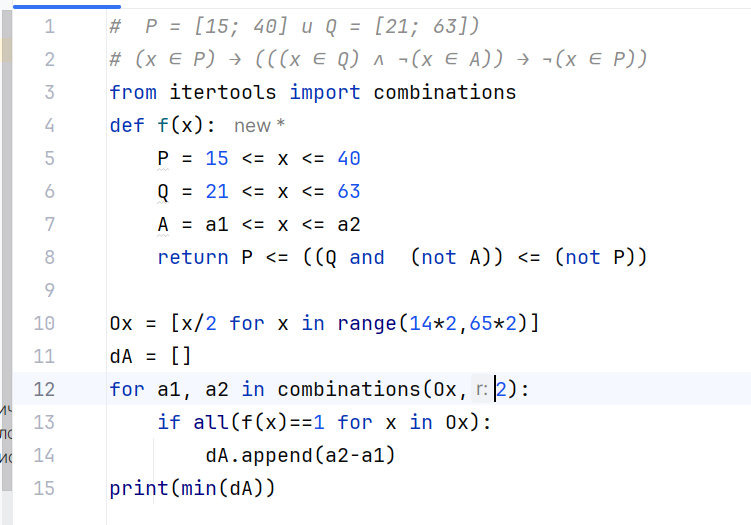 1 # P = [15; 40] и Q = [21; 63])
2 # (x ∈ P) → (((x ∈ Q) ∧ ¬(x ∈ A)) → ¬(x ∈ P))
3 from itertools import combinations
4 def f(x): new *
5 P = 15 <= x <= 40
6 Q = 21 <= x <= 63
7 A = a1 <= x <= a2
8 return P <= ((Q and  (not A)) <= (not P))
9
10 Ox = [x/2 for x in range(14*2,65*2)]
11 dA = []
12 for a1, a2 in combinations(Ox, r: 2):
13 if all(f(x)==1 for x in Ox):
14 dA.append(a2-a1)
15 print(min(dA))